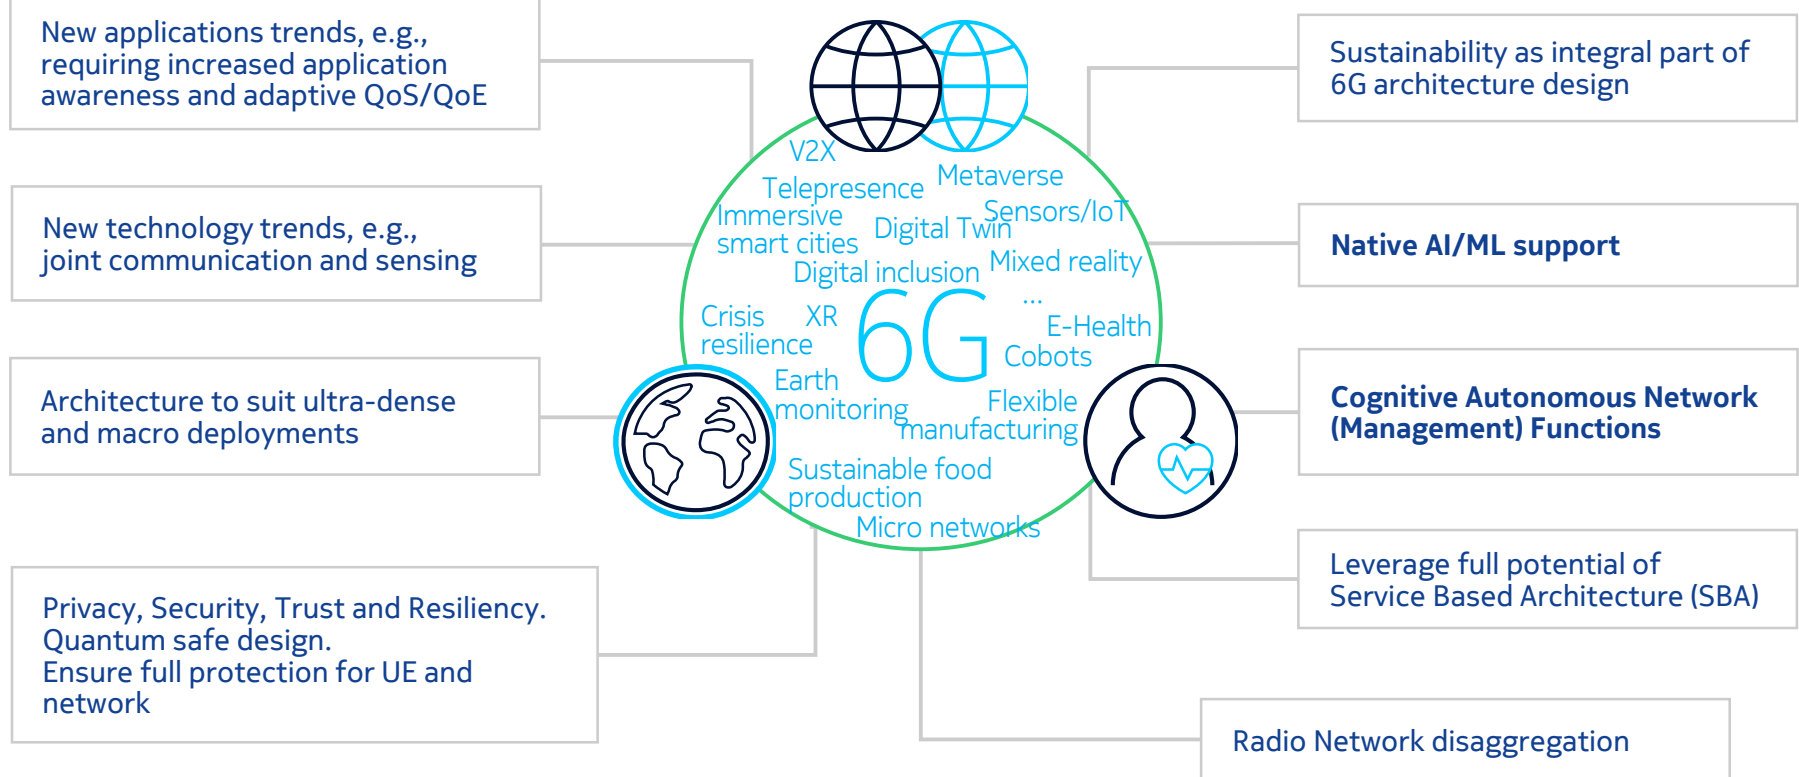 New applications trends, e.g.,
requiring increased application
awareness and adaptive QoS/QoE
New technology trends, e.g.,
joint communication and sensing
Architecture to suit ultra-dense
and macro deployments
Privacy, Security, Trust and Resiliency.
Quantum safe design.
Ensure full protection for UE and
network
V2X
Telepresence
Metaverse
Immersive
smart cities
Digital Twin
Sensors/IoT
Digital inclusion
Mixed reality
...
Crisis
resilience
XR
6G
E-Health
Cobots
Earth
monitoring
Flexible
manufacturing
Sustainable food
production
Micro networks
Sustainability as integral part of
6G architecture design
Native AI/ML support
Cognitive Autonomous Network
(Management) Functions
Leverage full potential of
Service Based Architecture (SBA)
Radio Network disaggregation